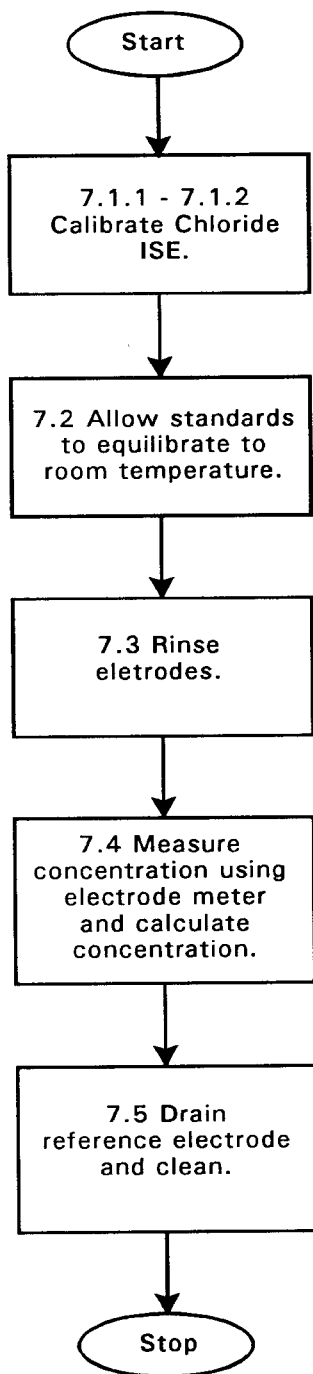 Start
7.1.1 - 7.1.2
Calibrate Chloride
ISE.
7.2 Allow standards
to equilibrate to
room temperature.
7.3 Rinse
eletrodes.
7.4 Measure
concentration using
electrode meter
and calculate
concentration.
7.5 Drain
reference electrode
and clean.
Stop